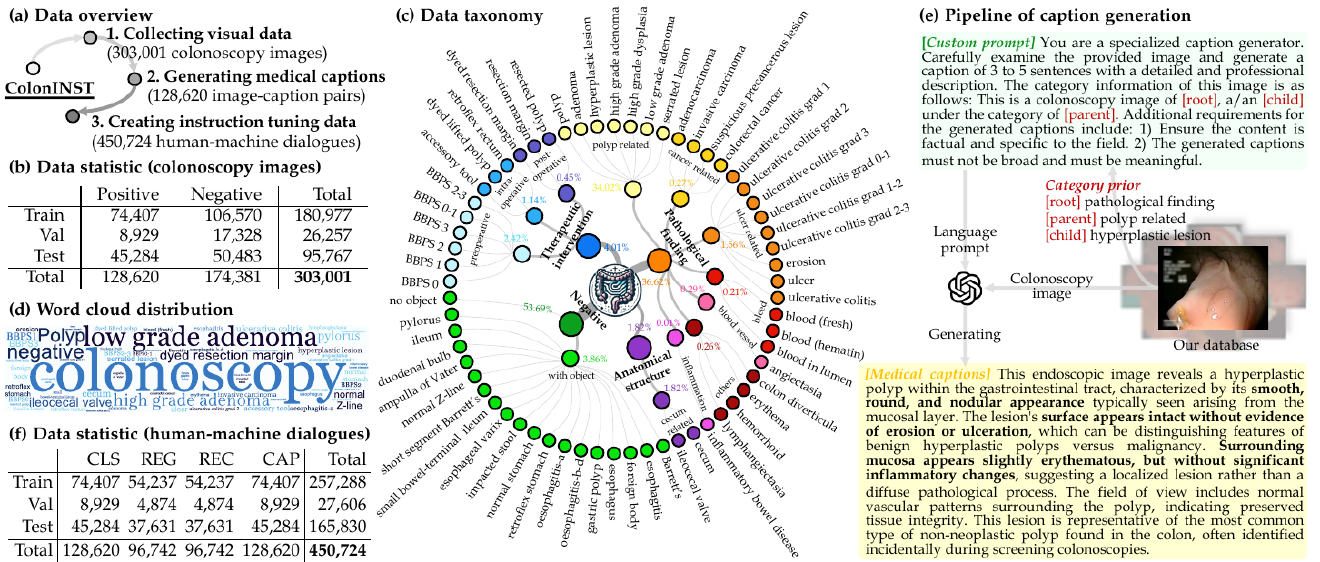 (a) Data overview
1. Collecting visual data
(303,001 colonoscopy images)
ColonINST
2. Generating medical captions
(128,620 image-caption pairs)
3. Creating instruction tuning data
(450,724 human-machine dialogues)
(b) Data statistic (colonoscopy images)
Positive Negative Total
Train 74,407 106,570 180,977
Val 8,929 17,328 26,257
Test 45,284 50,483 95,767
Total 128,620 174,381 303,001
(d) Word cloud distribution
Polyp low grade adenoma pylorus
negative dyed resection margin hyperplastic lesion
colonoscopy
retroflex rectum
ileocecal valve high grade adenoma normal Z-line
(f) Data statistic (human-machine dialogues)
CLS REG REC CAP Total
Train 74,407 54,237 54,237 74,407 257,288
Val 8,929 4,874 4,874 8,929 27,606
Test 45,284 37,631 37,631 45,284 165,830
Total 128,620 96,742 96,742 128,620 450,724
(c) Data taxonomy
no object
BBPS 0
BBPS 1
BBPS 2
BBPS 3
BBPS 0-1
BBPS 2-3
accessory tool
dyed lifted polyp
retroflex rectum
dyed resection margin
resection margin
resected polyp
polyp
adenoma
hyperplastic lesion
high grade adenoma
high grade dysplasia
low grade adenoma
serrated lesion
adenocarcinoma
invasive carcinoma
suspicious precancerous lesion
colorectal cancer
ulcerative colitis grad 1
ulcerative colitis grad 2
ulcerative colitis grad 3
ulcerative colitis grad 0-1
ulcerative colitis grad 1-2
ulcerative colitis grad 2-3
erosion
ulcer
ulcerative colitis
blood (fresh)
blood (hematin)
blood in lumen
angiectasia
colon diverticula
erythema
hemorrhoid
lymphangiectasia
inflammatory bowel disease
cecum
ileocecal valve
barrett's
esophagitis
foreign body
esophagus
gastric polyp
oesophagitis-b-d
oesophagitis-a
retroflex stomach
normal stomach
impacted stool
esophageal varix
small bowel-terminal ileum
short segment barrett's
normal Z-line
ampulla of Vater
duodenal bulb
ileum
pylorus
preoperative
intra-operative
post-operative
polyp related
cancer related
ulcer related
blood
blood vessel
others
inflammation
cecum related
with object
Therapeutic intervention
Pathological finding
Negative
Anatomical structure
0.45%
1.14%
2.42%
4.01%
34.02%
0.27%
1.56%
36.62%
0.21%
0.29%
0.01%
0.26%
1.82%
1.82%
53.69%
3.86%
(e) Pipeline of caption generation
[Custom prompt] You are a specialized caption generator.
Carefully examine the provided image and generate a
caption of 3 to 5 sentences with a detailed and professional
description. The category information of this image is as
follows: This is a colonoscopy image of [root], a/an [child]
under the category of [parent]. Additional requirements for
the generated captions include: 1) Ensure the content is
factual and specific to the field. 2) The generated captions
must not be broad and must be meaningful.
Category prior
[root] pathological finding
[parent] polyp related
[child] hyperplastic lesion
Language
prompt
Colonoscopy
image
Generating
Our database
[Medical captions] This endoscopic image reveals a hyperplastic
polyp within the gastrointestinal tract, characterized by its smooth,
round, and nodular appearance typically seen arising from the
mucosal layer. The lesion's surface appears intact without evidence
of erosion or ulceration, which can be distinguishing features of
benign hyperplastic polyps versus malignancy. Surrounding
mucosa appears slightly erythematous, but without significant
inflammatory changes, suggesting a localized lesion rather than a
diffuse pathological process. The field of view includes normal
vascular patterns surrounding the polyp, indicating preserved
tissue integrity. This lesion is representative of the most common
type of non-neoplastic polyp found in the colon, often identified
incidentally during screening colonoscopies.